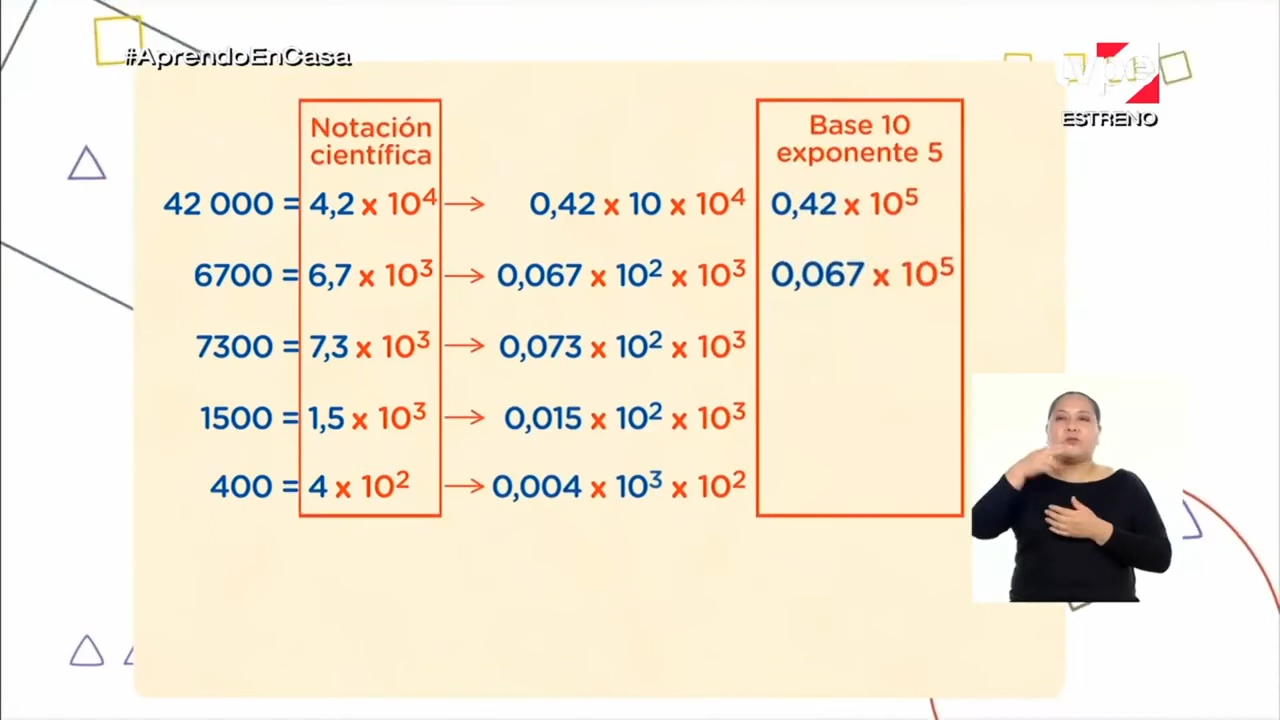 #AprendoEnCasa
tvpe
ESTRENO
Notación
científica
Base 10
exponente 5
42 000 = 4,2 x 10⁴ → 0,42 x 10 x 10⁴ 0,42 x 10⁵
6700 = 6,7 x 10³ → 0,067 x 10² x 10³ 0,067 x 10⁵
7300 = 7,3 x 10³ → 0,073 x 10² x 10³
1500 = 1,5 x 10³ → 0,015 x 10² x 10³
400 = 4 x 10² → 0,004 x 10³ x 10²